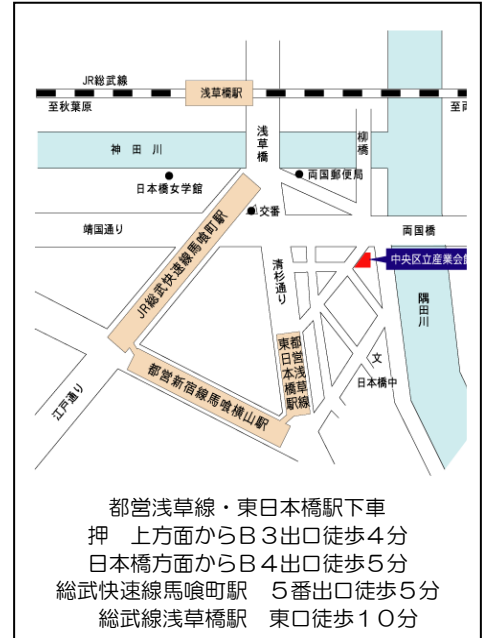 JR総武線
浅草橋駅
至秋葉原
至両
神田川
浅草橋
柳橋
日本橋女学館
両国郵便局
交番
靖国通り
両国橋
中央区立産業会館
清杉通り
隅田川
JR総武快速線馬喰町駅
都営浅草線
東日本橋駅
文
日本橋中
都営新宿線馬喰横山駅
江戸通り
都営浅草線・東日本橋駅下車
押 上方面からB3出口徒歩4分
日本橋方面からB4出口徒歩5分
総武快速線馬喰町駅 5番出口徒歩5分
総武線浅草橋駅 東口徒歩10分